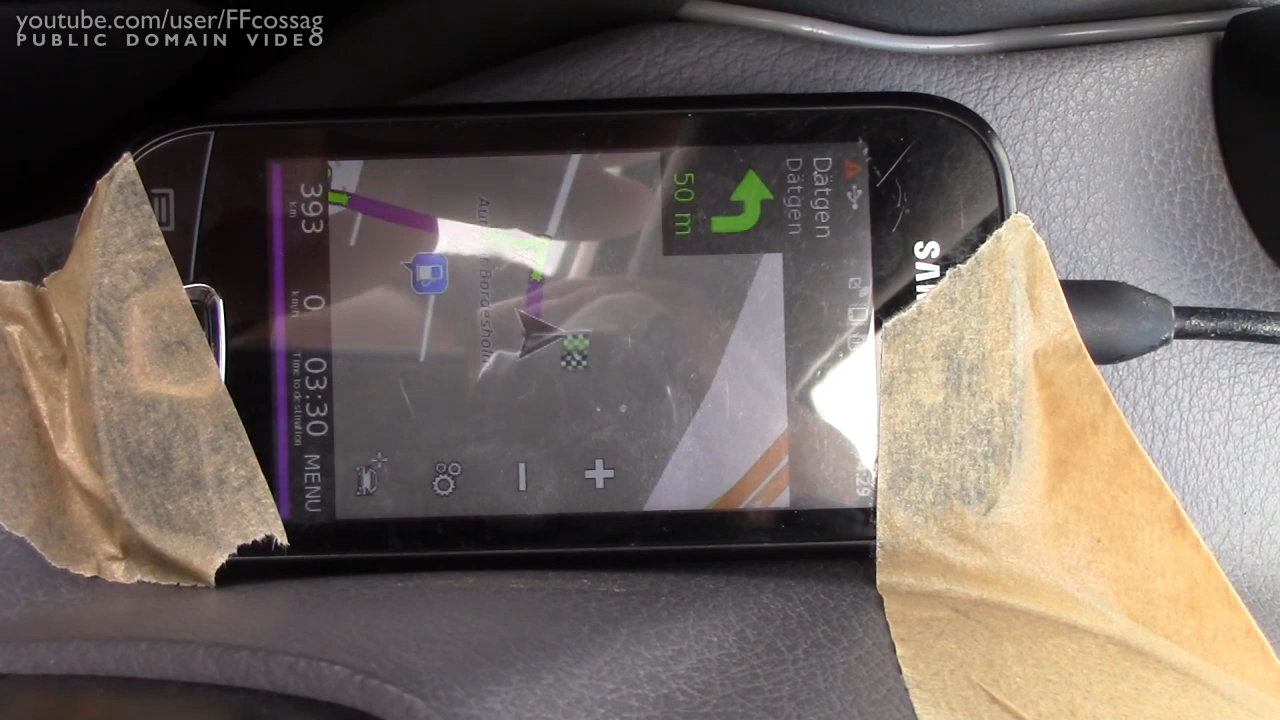 youtube.com/user/FFcossag
PUBLIC DOMAIN VIDEO
Dätgen
Dätgen
50 m
393
km
0
km/h
03:30
Time to destination
MENU